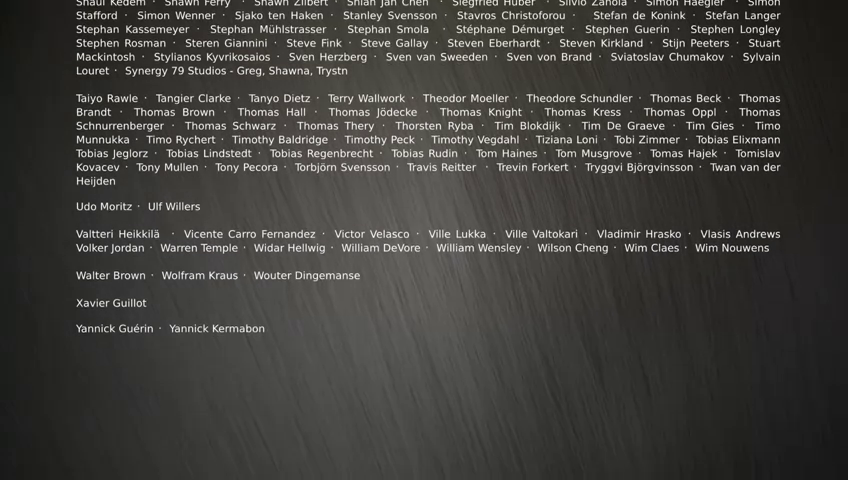 Shaul Kedem · Shawn Ferry · Shawn Zilbert · Shian Jan Chen · Siegfried Huber · Silvio Zanola · Simon Haegler · Simon
Stafford · Simon Wenner · Sjako ten Haken · Stanley Svensson · Stavros Christoforou · Stefan de Konink · Stefan Langer
Stephan Kassemeyer · Stephan Mühlstrasser · Stephan Smola · Stéphane Démurget · Stephen Guerin · Stephen Longley
Stephen Rosman · Steren Giannini · Steve Fink · Steve Gallay · Steven Eberhardt · Steven Kirkland · Stijn Peeters · Stuart
Mackintosh · Stylianos Kyvrikosaios · Sven Herzberg · Sven van Sweeden · Sven von Brand · Sviatoslav Chumakov · Sylvain
Louret · Synergy 79 Studios - Greg, Shawna, Trystn
Taiyo Rawle · Tangier Clarke · Tanyo Dietz · Terry Wallwork · Theodor Moeller · Theodore Schundler · Thomas Beck · Thomas
Brandt · Thomas Brown · Thomas Hall · Thomas Jödecke · Thomas Knight · Thomas Kress · Thomas Oppl · Thomas
Schnurrenberger · Thomas Schwarz · Thomas Thery · Thorsten Ryba · Tim Blokdijk · Tim De Graeve · Tim Gies · Timo
Munnukka · Timo Rychert · Timothy Baldridge · Timothy Peck · Timothy Vegdahl · Tiziana Loni · Tobi Zimmer · Tobias Elixmann
Tobias Jeglorz · Tobias Lindstedt · Tobias Regenbrecht · Tobias Rudin · Tom Haines · Tom Musgrove · Tomas Hajek · Tomislav
Kovacev · Tony Mullen · Tony Pecora · Torbjörn Svensson · Travis Reitter · Trevin Forkert · Tryggvi Björgvinsson · Twan van der
Heijden
Udo Moritz · Ulf Willers
Valtteri Heikkilä · Vicente Carro Fernandez · Victor Velasco · Ville Lukka · Ville Valtokari · Vladimir Hrasko · Vlasis Andrews
Volker Jordan · Warren Temple · Widar Hellwig · William DeVore · William Wensley · Wilson Cheng · Wim Claes · Wim Nouwens
Walter Brown · Wolfram Kraus · Wouter Dingemanse
Xavier Guillot
Yannick Guérin · Yannick Kermabon